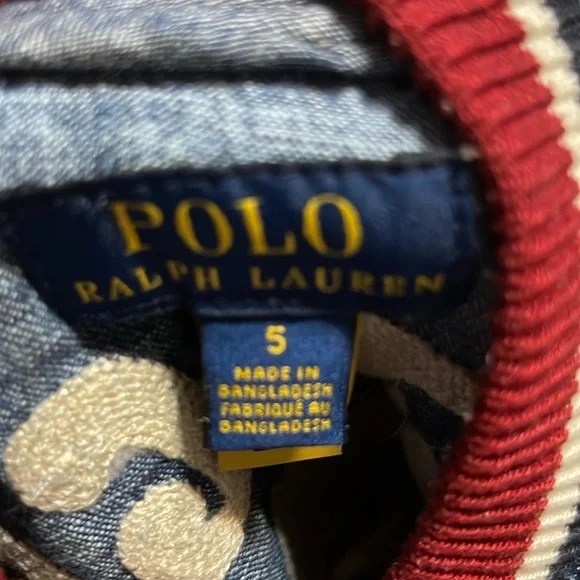 POLO
RALPH LAUREN
5
MADE IN
BANGLADESH
FABRIQUÉ AU
BANGLADESH